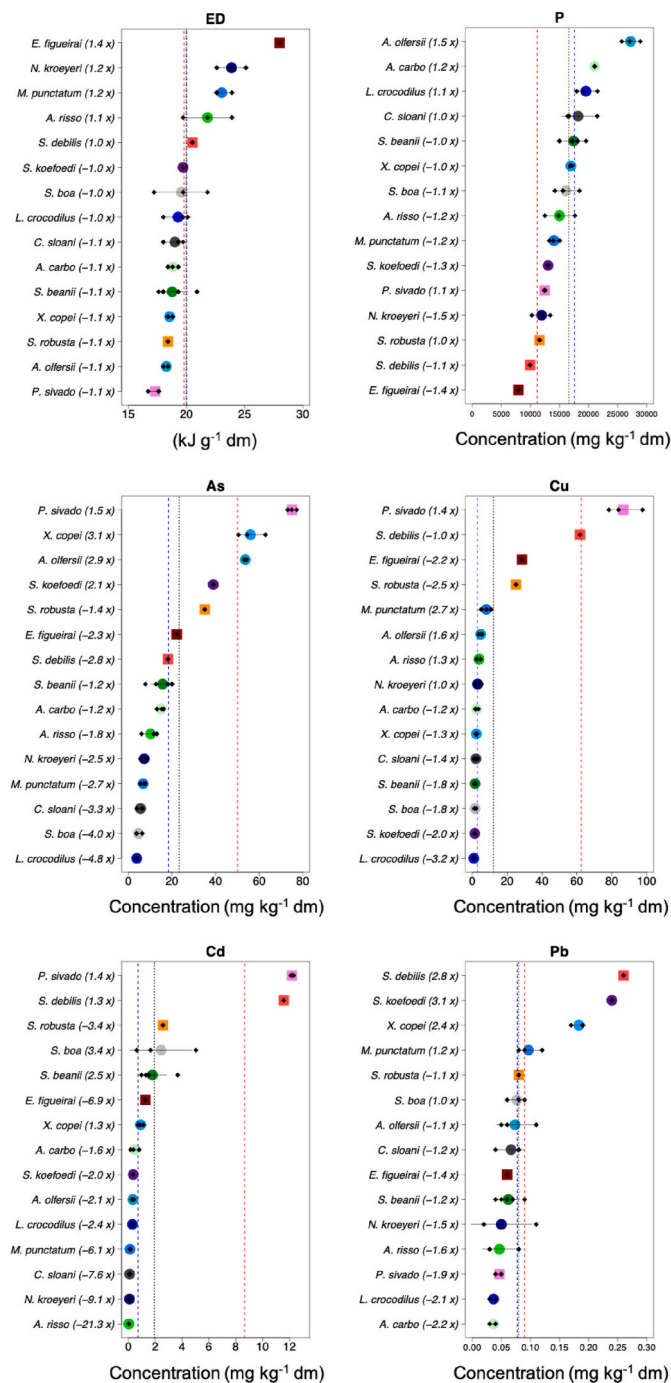 ED
E. figueirai (1.4 x)
N. kroeyeri (1.2 x)
M. punctatum (1.2 x)
A. risso (1.1 x)
S. debilis (1.0 x)
S. koefoedi (−1.0 x)
S. boa (−1.0 x)
L. crocodilus (−1.0 x)
C. sloani (−1.1 x)
A. carbo (−1.1 x)
S. beanii (−1.1 x)
X. copei (−1.1 x)
S. robusta (−1.1 x)
A. olfersii (−1.1 x)
P. sivado (−1.1 x)
15 20 25 30
(kJ g⁻¹ dm)
P
A. olfersii (1.5 x)
A. carbo (1.2 x)
L. crocodilus (1.1 x)
C. sloani (1.0 x)
S. beanii (−1.0 x)
X. copei (−1.0 x)
S. boa (−1.1 x)
A. risso (−1.2 x)
M. punctatum (−1.2 x)
S. koefoedi (−1.3 x)
P. sivado (1.1 x)
N. kroeyeri (−1.5 x)
S. robusta (1.0 x)
S. debilis (−1.1 x)
E. figueirai (−1.4 x)
0 5000 10000 15000 20000 25000 30000
Concentration (mg kg⁻¹ dm)
As
P. sivado (1.5 x)
X. copei (3.1 x)
A. olfersii (2.9 x)
S. koefoedi (2.1 x)
S. robusta (−1.4 x)
E. figueirai (−2.3 x)
S. debilis (−2.8 x)
S. beanii (−1.2 x)
A. carbo (−1.2 x)
A. risso (−1.8 x)
N. kroeyeri (−2.5 x)
M. punctatum (−2.7 x)
C. sloani (−3.3 x)
S. boa (−4.0 x)
L. crocodilus (−4.8 x)
0 20 40 60 80
Concentration (mg kg⁻¹ dm)
Cu
P. sivado (1.4 x)
S. debilis (−1.0 x)
E. figueirai (−2.2 x)
S. robusta (−2.5 x)
M. punctatum (2.7 x)
A. olfersii (1.6 x)
A. risso (1.3 x)
N. kroeyeri (1.0 x)
A. carbo (−1.2 x)
X. copei (−1.3 x)
C. sloani (−1.4 x)
S. beanii (−1.8 x)
S. boa (−1.8 x)
S. koefoedi (−2.0 x)
L. crocodilus (−3.2 x)
0 20 40 60 80 100
Concentration (mg kg⁻¹ dm)
Cd
P. sivado (1.4 x)
S. debilis (1.3 x)
S. robusta (−3.4 x)
S. boa (3.4 x)
S. beanii (2.5 x)
E. figueirai (−6.9 x)
X. copei (1.3 x)
A. carbo (−1.6 x)
S. koefoedi (−2.0 x)
A. olfersii (−2.1 x)
L. crocodilus (−2.4 x)
M. punctatum (−6.1 x)
C. sloani (−7.6 x)
N. kroeyeri (−9.1 x)
A. risso (−21.3 x)
0 2 4 6 8 10 12
Concentration (mg kg⁻¹ dm)
Pb
S. debilis (2.8 x)
S. koefoedi (3.1 x)
X. copei (2.4 x)
M. punctatum (1.2 x)
S. robusta (−1.1 x)
S. boa (1.0 x)
A. olfersii (−1.1 x)
C. sloani (−1.2 x)
E. figueirai (−1.4 x)
S. beanii (−1.2 x)
N. kroeyeri (−1.5 x)
A. risso (−1.6 x)
P. sivado (−1.9 x)
L. crocodilus (−2.1 x)
A. carbo (−2.2 x)
0.00 0.05 0.10 0.15 0.20 0.25 0.30
Concentration (mg kg⁻¹ dm)